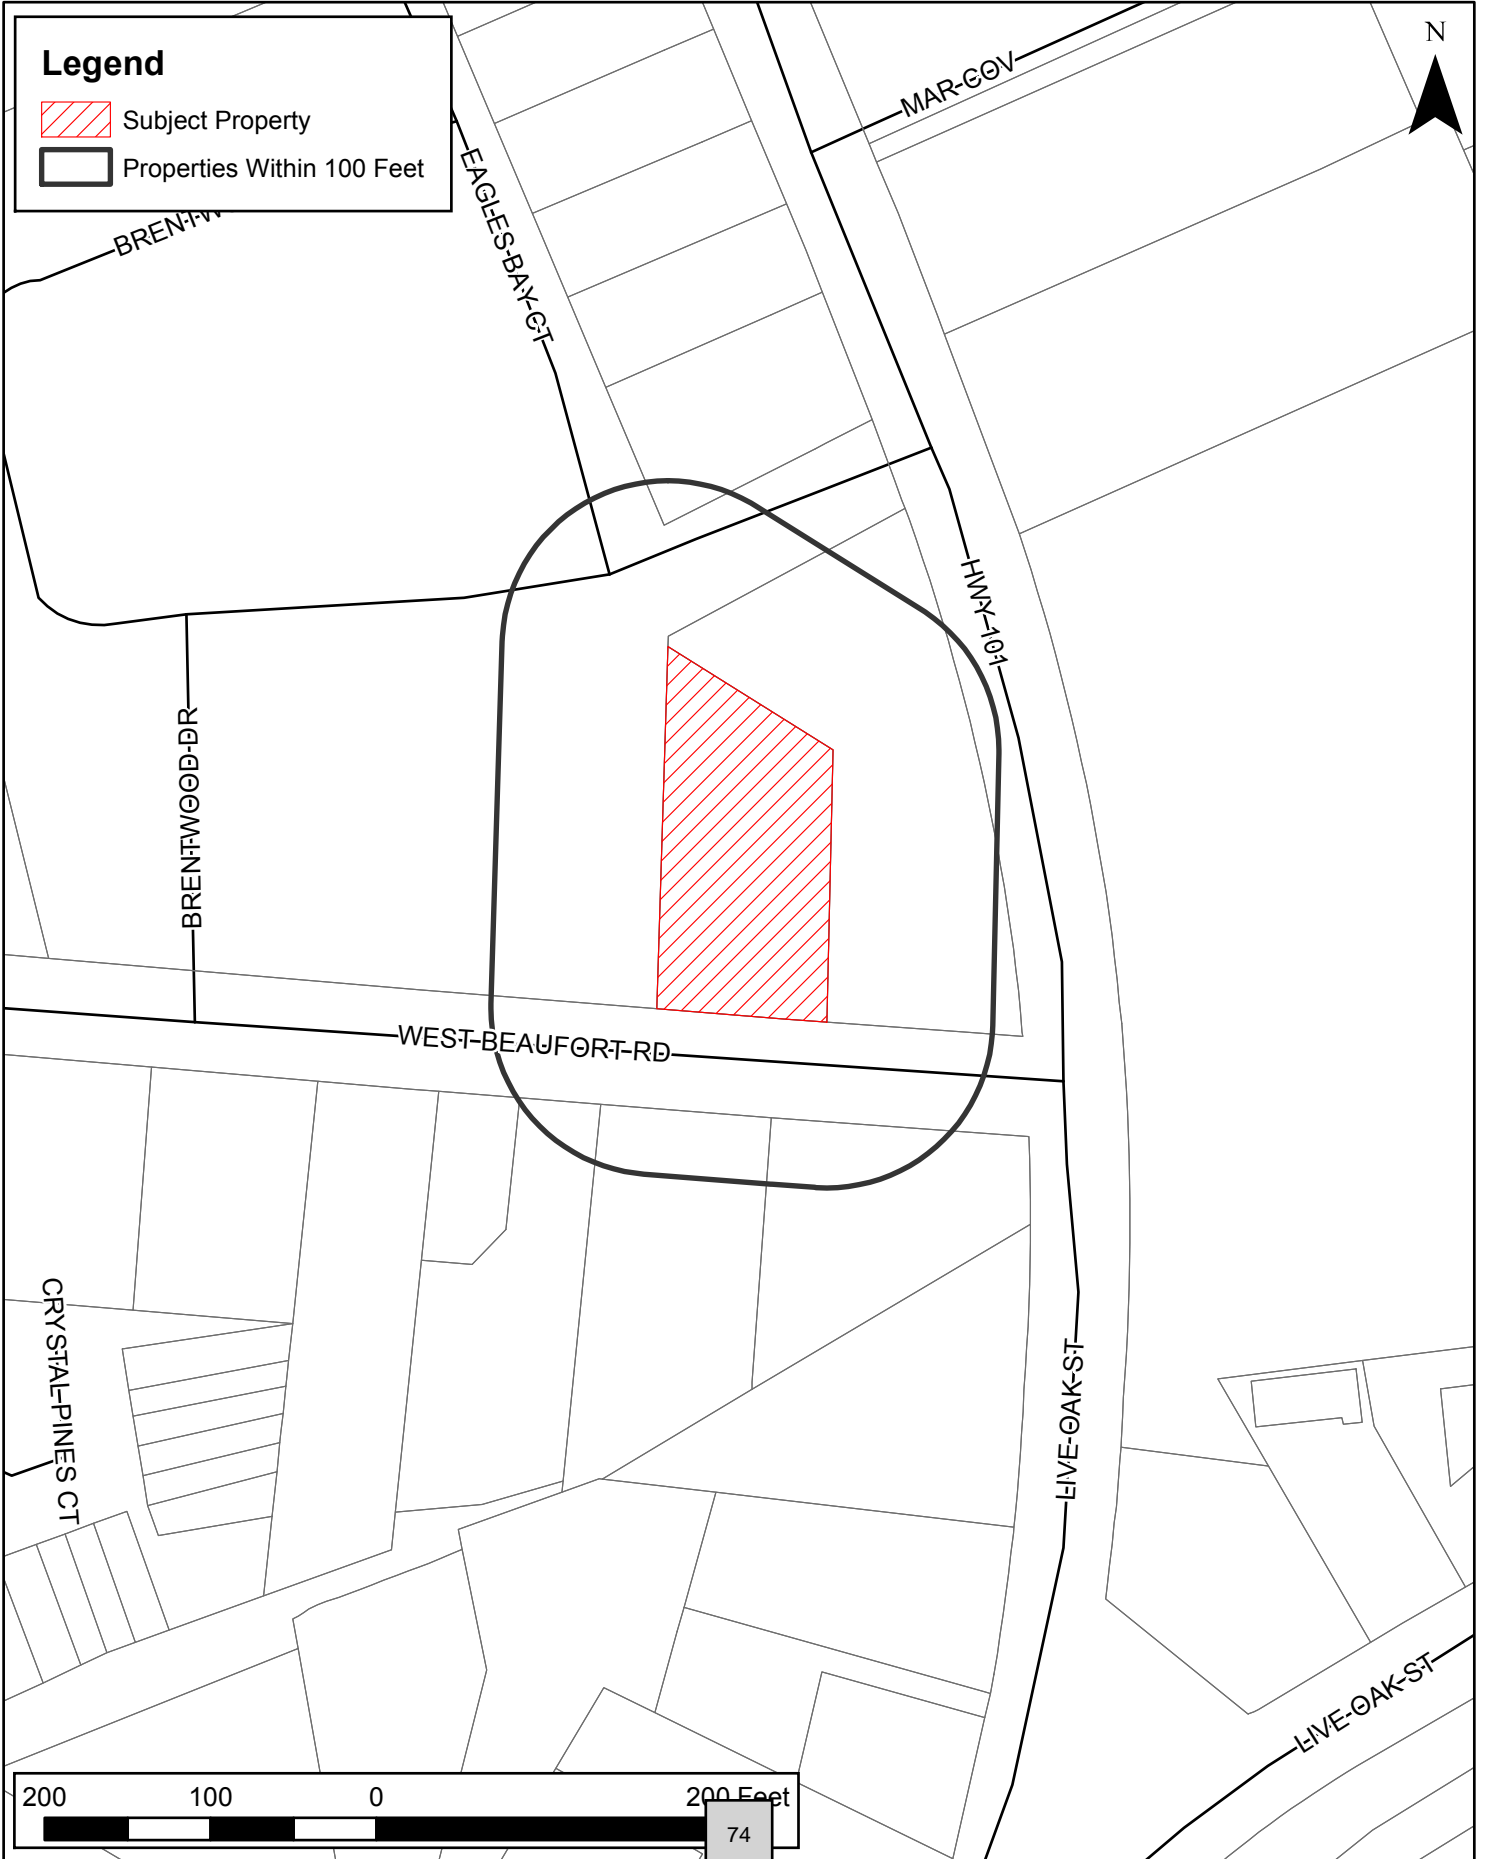 Legend
Subject Property
Properties Within 100 Feet
N
MAR-COV
EAGLES-BAY-CT
HWY-101
BRENTWOOD-DR
WEST-BEAUFORT-RD
CRYSTAL-PINES CT
LIVE-OAK-ST
LIVE-OAK-ST
200 100 0 200 Feet
74